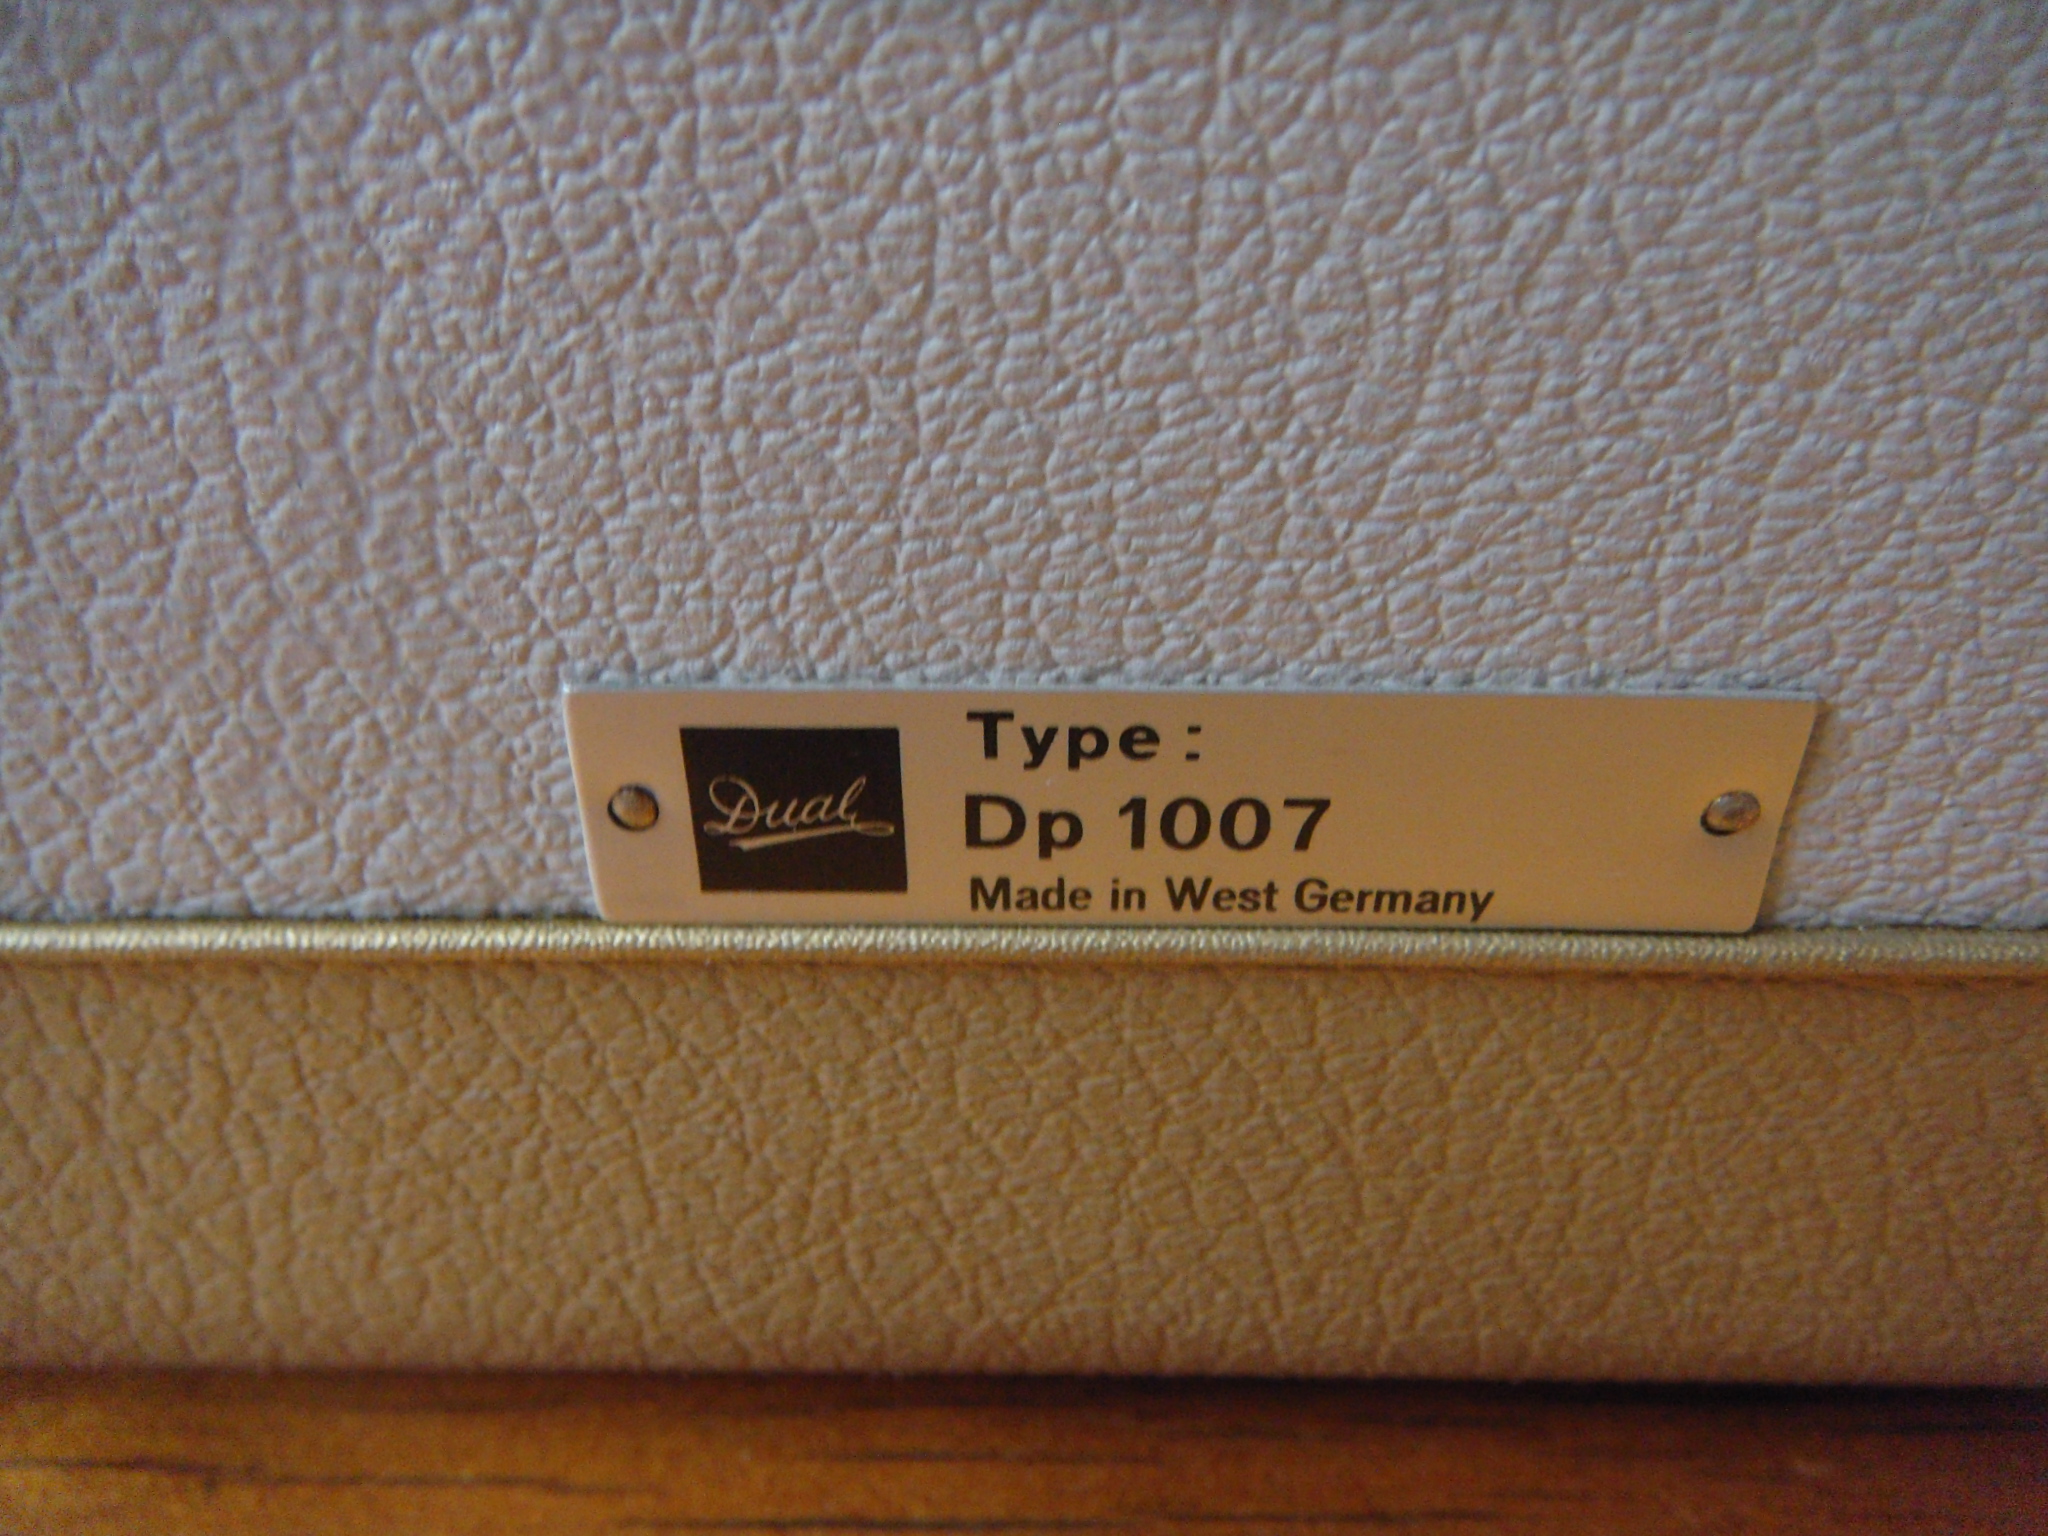 Dual
Type :
Dp 1007
Made in West Germany